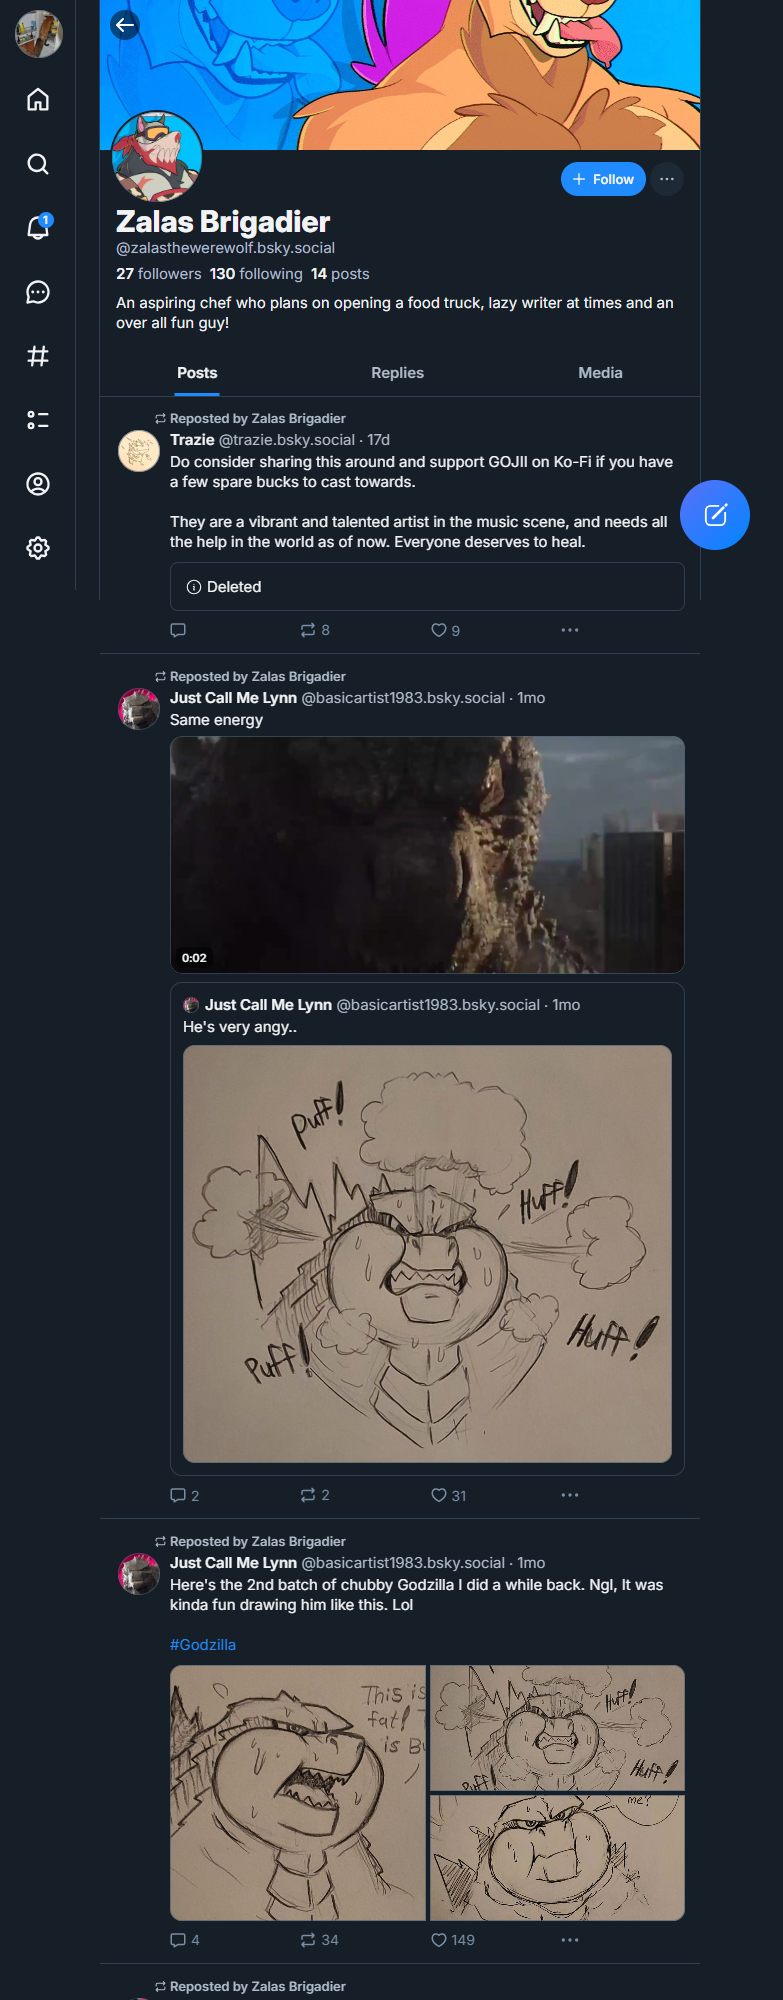 1
Follow
Zalas Brigadier
@zalasthewerewolf.bsky.social
27 followers 130 following 14 posts
An aspiring chef who plans on opening a food truck, lazy writer at times and an
over all fun guy!
Posts Replies Media
Reposted by Zalas Brigadier
Trazie @trazie.bsky.social · 17d
Do consider sharing this around and support GOJII on Ko-Fi if you have
a few spare bucks to cast towards.
They are a vibrant and talented artist in the music scene, and needs all
the help in the world as of now. Everyone deserves to heal.
Deleted
8 9
Reposted by Zalas Brigadier
Just Call Me Lynn @basicartist1983.bsky.social · 1mo
Same energy
0:02
Just Call Me Lynn @basicartist1983.bsky.social · 1mo
He's very angy..
Puff!
Huff!
Huff!
Puff!
2 2 31
Reposted by Zalas Brigadier
Just Call Me Lynn @basicartist1983.bsky.social · 1mo
Here's the 2nd batch of chubby Godzilla I did a while back. Ngl, It was
kinda fun drawing him like this. Lol
#Godzilla
This is
fat!
is
Huff!
Huff!
Puff!
me?
4 34 149
Reposted by Zalas Brigadier